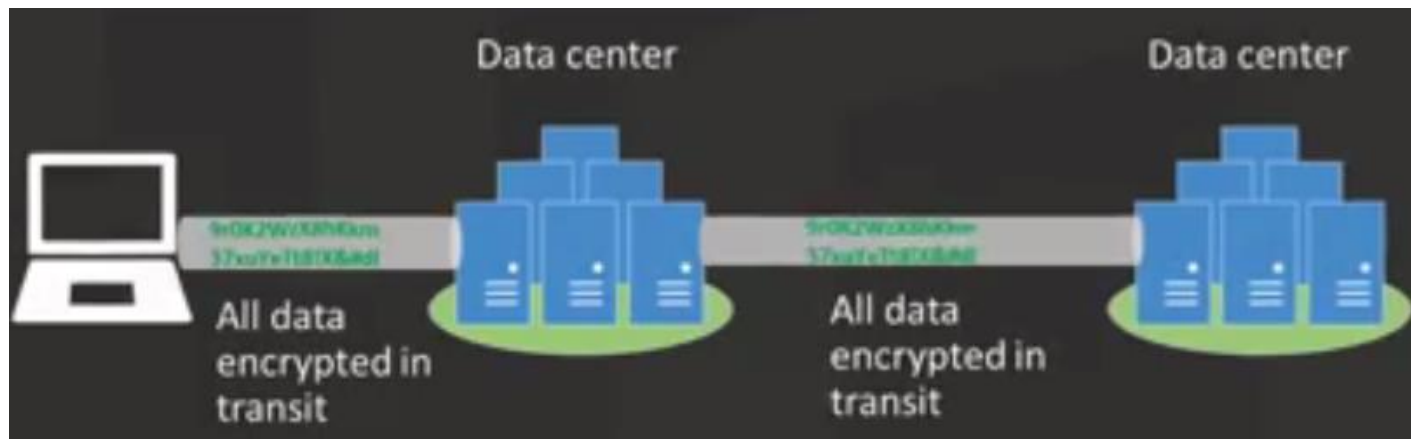 Data center
Data center
All data
encrypted in
transit
All data
encrypted in
transit